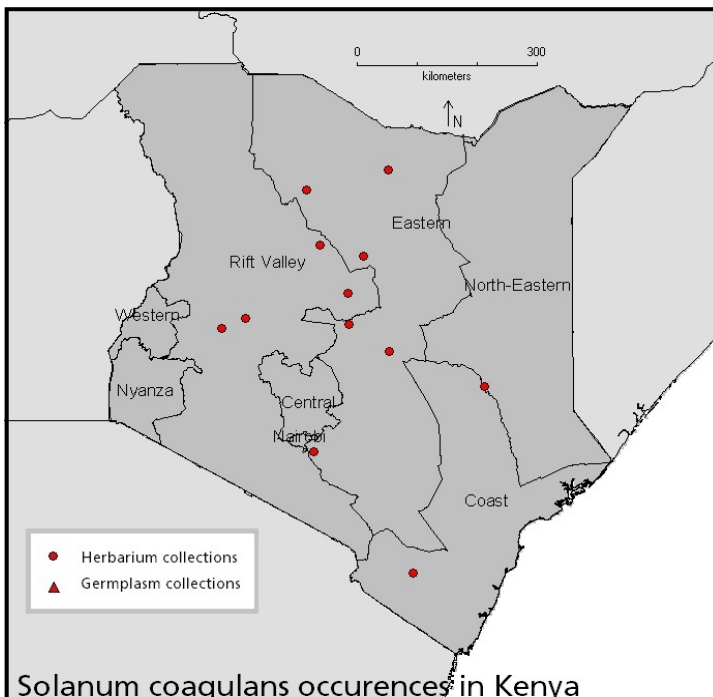 0 300
kilometers
N
Eastern
Rift Valley
North-Eastern
Western
Nyanza
Central
Nairobi
Coast
Herbarium collections
Germplasm collections
Solanum coagulans occurences in Kenya